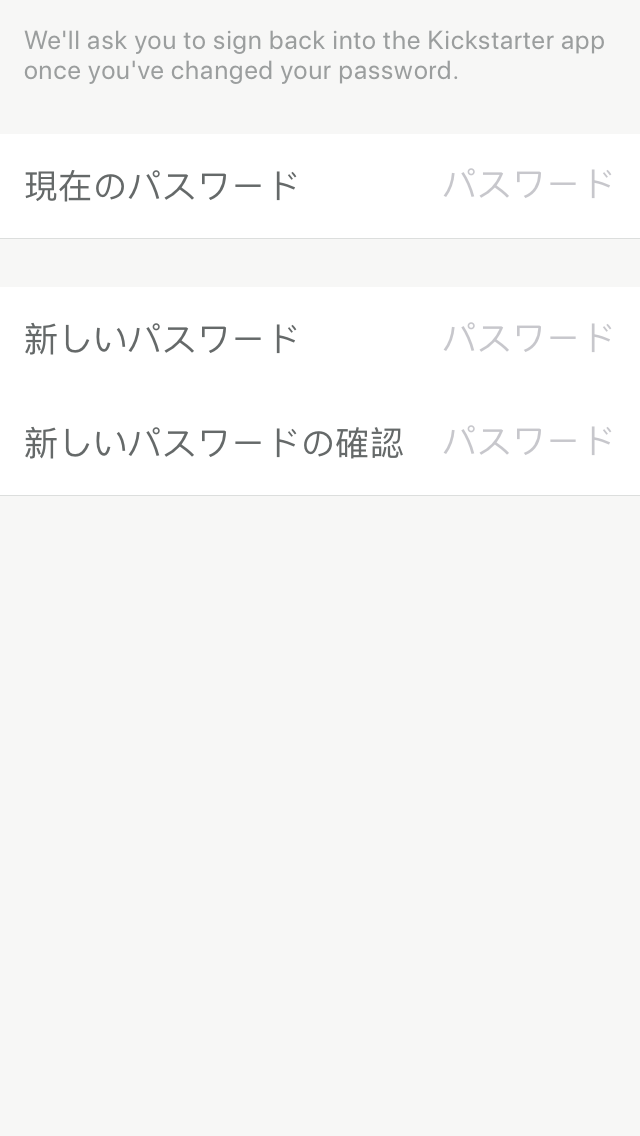 We'll ask you to sign back into the Kickstarter app
once you've changed your password.
現在のパスワード パスワード
新しいパスワード パスワード
新しいパスワードの確認 パスワード